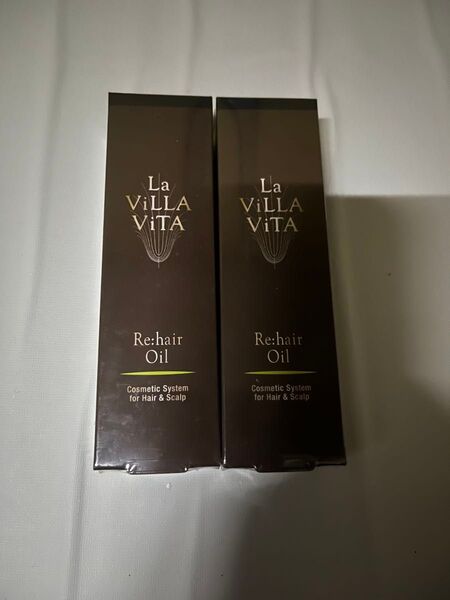 La
ViLLA
ViTA
Re:hair
Oil
Cosmetic System
for Hair & Scalp
La
ViLLA
ViTA
Re:hair
Oil
Cosmetic System
for Hair & Scalp